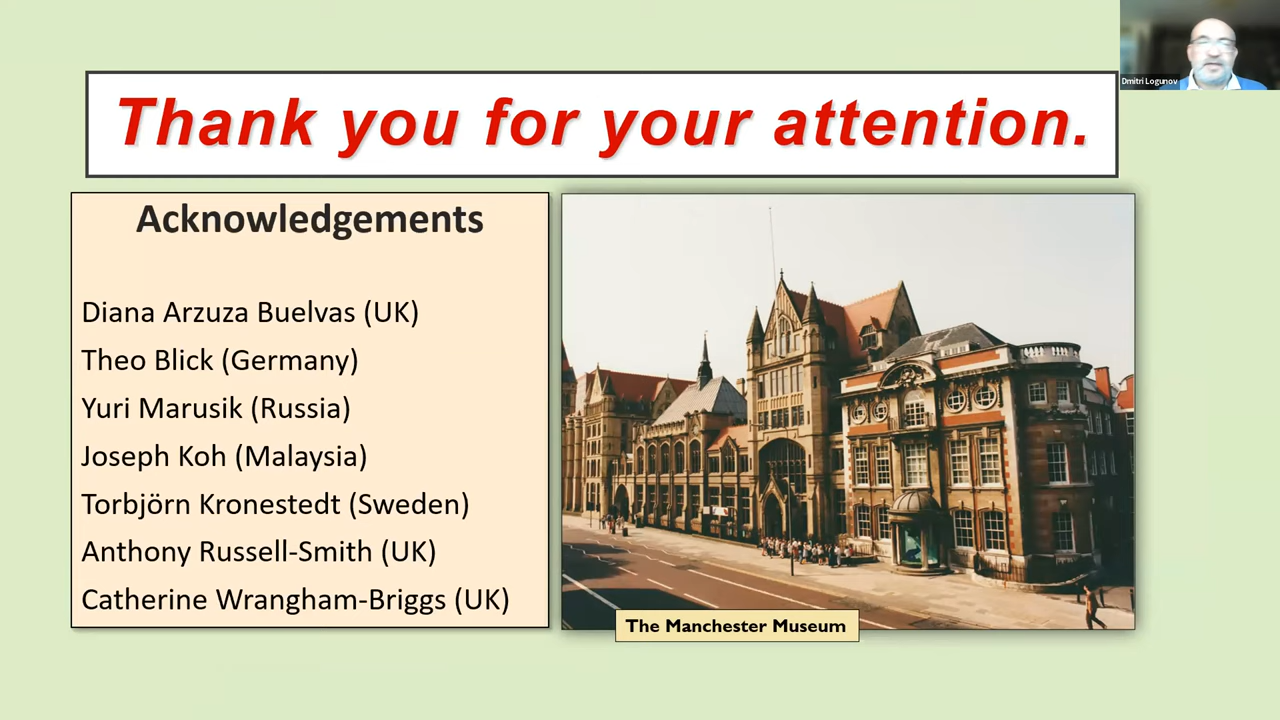 Thank you for your attention.
Dmitri Logunov
Acknowledgements
Diana Arzuza Buelvas (UK)
Theo Blick (Germany)
Yuri Marusik (Russia)
Joseph Koh (Malaysia)
Torbjörn Kronestedt (Sweden)
Anthony Russell-Smith (UK)
Catherine Wrangham-Briggs (UK)
The Manchester Museum